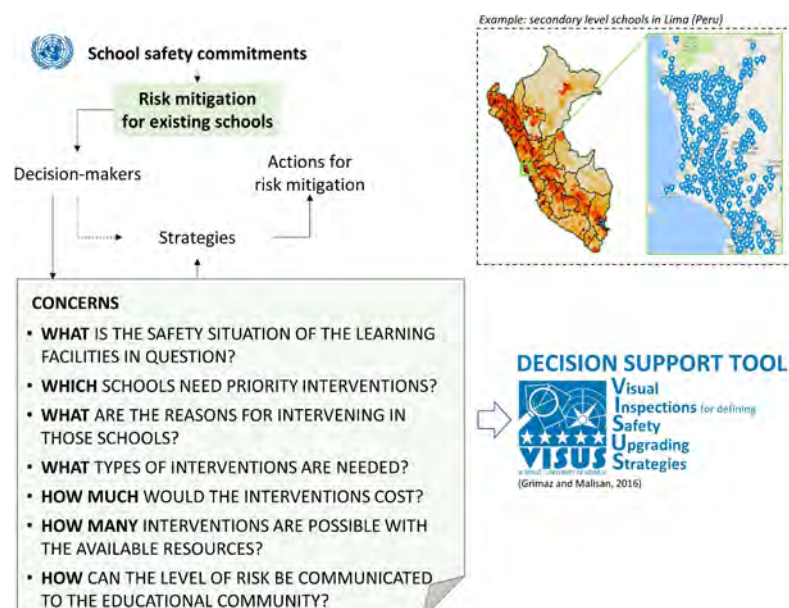 School safety commitments
Risk mitigation
for existing schools
Decision-makers
Actions for
risk mitigation
Strategies
Example: secondary level schools in Lima (Peru)
CONCERNS
• WHAT IS THE SAFETY SITUATION OF THE LEARNING
FACILITIES IN QUESTION?
• WHICH SCHOOLS NEED PRIORITY INTERVENTIONS?
• WHAT ARE THE REASONS FOR INTERVENING IN
THOSE SCHOOLS?
• WHAT TYPES OF INTERVENTIONS ARE NEEDED?
• HOW MUCH WOULD THE INTERVENTIONS COST?
• HOW MANY INTERVENTIONS ARE POSSIBLE WITH
THE AVAILABLE RESOURCES?
• HOW CAN THE LEVEL OF RISK BE COMMUNICATED
TO THE EDUCATIONAL COMMUNITY?
DECISION SUPPORT TOOL
VISUS
Visual
Inspections for defining
Safety
Upgrading
Strategies
(Grimaz and Malisan, 2016)